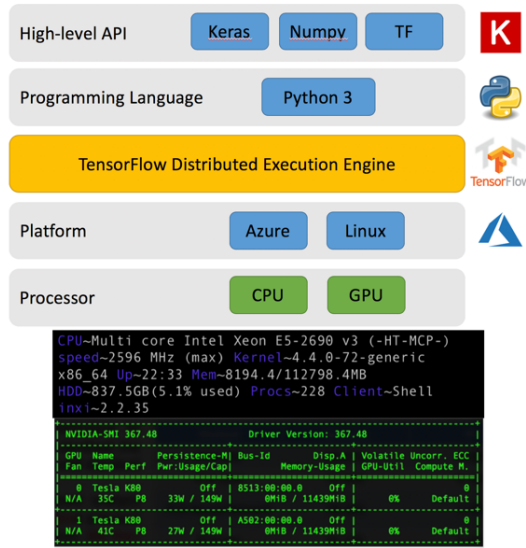 High-level API Keras Numpy TF
K
Programming Language Python 3
TensorFlow Distributed Execution Engine
TensorFlow
Platform Azure Linux
Processor CPU GPU
CPU~Multi core Intel Xeon E5-2690 v3 (-HT-MCP-)
speed~2596 MHz (max) Kernel~4.4.0-72-generic
x86_64 Up~22:33 Mem~8194.4/112798.4MB
HDD~837.5GB(5.1% used) Procs~228 Client~Shell
inxi~2.2.35
NVIDIA-SMI 367.48 Driver Version: 367.48
GPU Name Persistence-M| Bus-Id Disp.A | Volatile Uncorr. ECC
Fan Temp Perf Pwr:Usage/Cap| Memory-Usage | GPU-Util Compute M.
0 Tesla K80 Off | 8513:00:00.0 Off | 0
N/A 35C P8 33W / 149W | 0MiB / 11439MiB | 0% Default
1 Tesla K80 Off | A502:00:00.0 Off | 0
N/A 41C P8 27W / 149W | 0MiB / 11439MiB | 0% Default